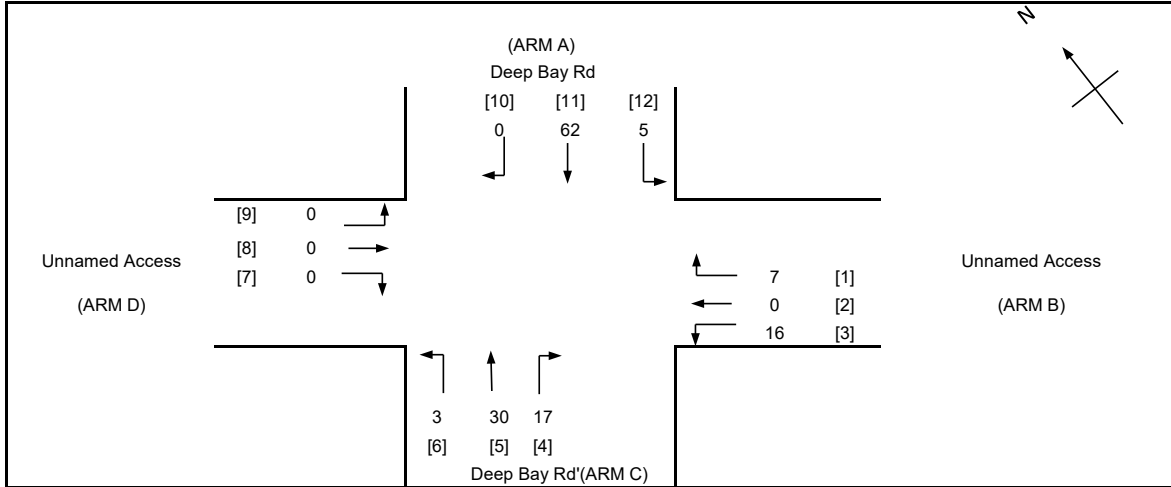 N
(ARM A)
Deep Bay Rd
[10] [11] [12]
0 62 5
[9] 0
[8] 0
[7] 0
Unnamed Access
(ARM D)
Unnamed Access
(ARM B)
7 [1]
0 [2]
16 [3]
3 30 17
[6] [5] [4]
Deep Bay Rd'(ARM C)